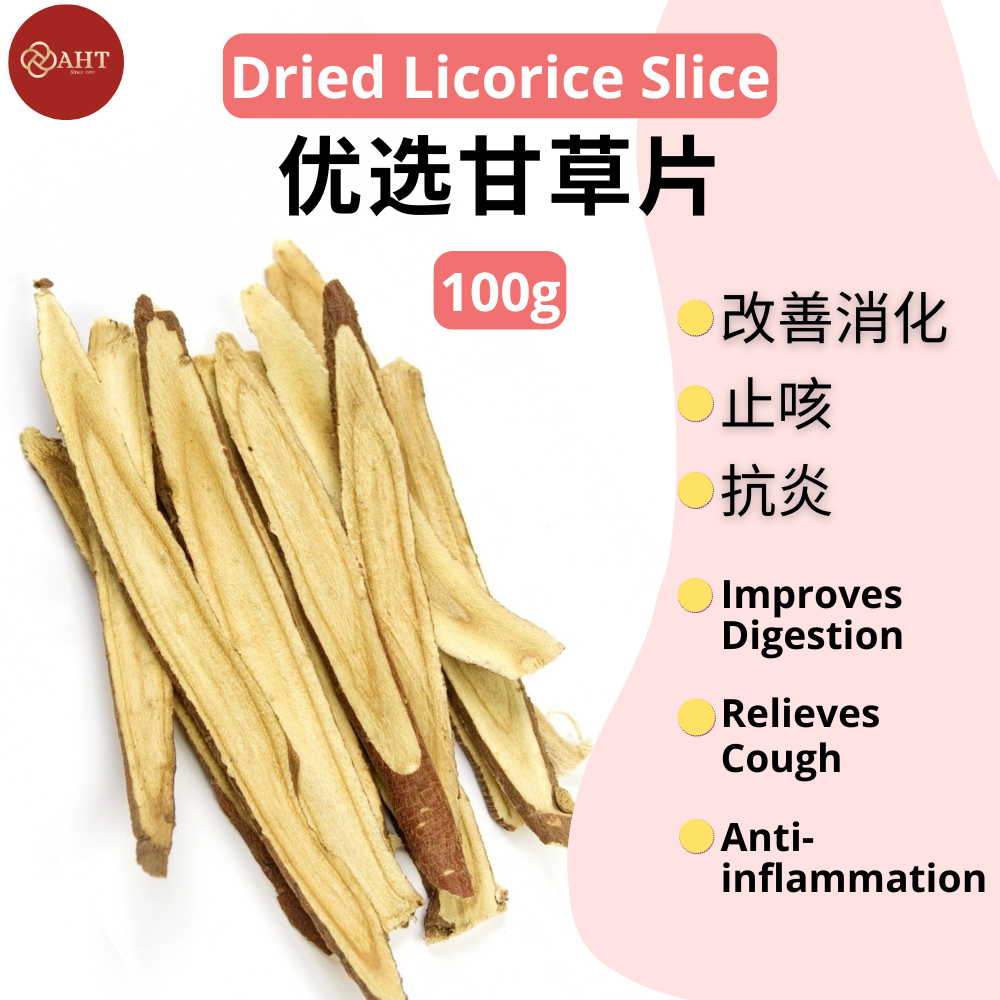 AHT
Since 1992
Dried Licorice Slice
优选甘草片
100g
改善消化
止咳
抗炎
Improves
Digestion
Relieves
Cough
Anti-
inflammation